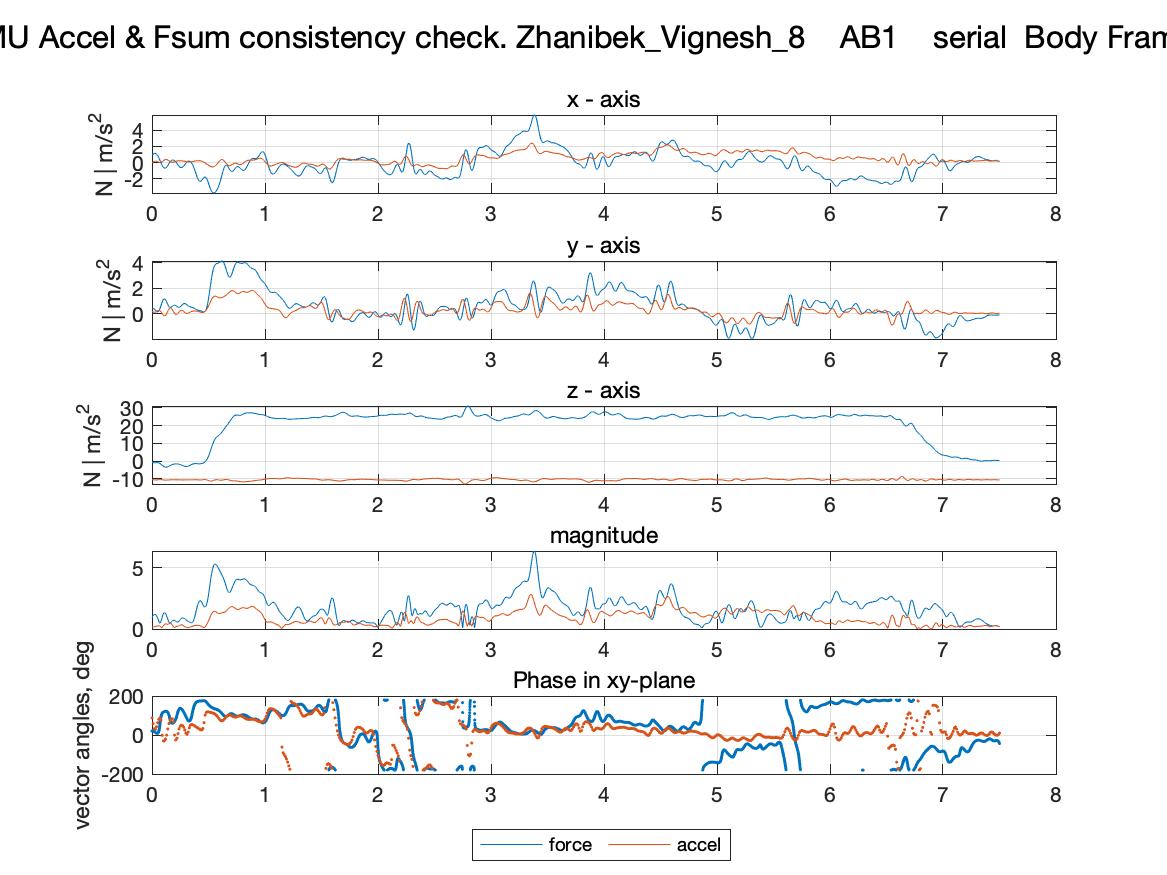 MU Accel & Fsum consistency check. Zhanibek_Vignesh_8 AB1 serial Body Fram
x - axis
N | m/s²
4
2
0
-2
0 1 2 3 4 5 6 7 8
y - axis
N | m/s²
4
2
0
0 1 2 3 4 5 6 7 8
z - axis
N | m/s²
30
20
10
0
-10
0 1 2 3 4 5 6 7 8
magnitude
5
0
0 1 2 3 4 5 6 7 8
Phase in xy-plane
vector angles, deg
200
0
-200
0 1 2 3 4 5 6 7 8
force accel